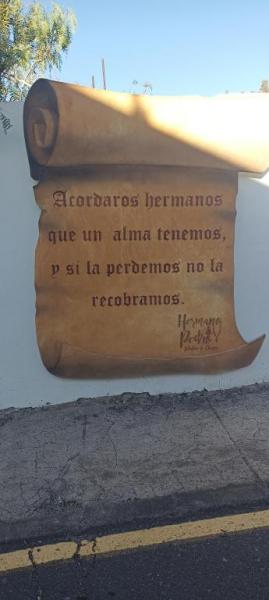 Acordaros hermanos
que un alma tenemos,
y si la perdemos no la
recobramos.
Hermano
Pedro